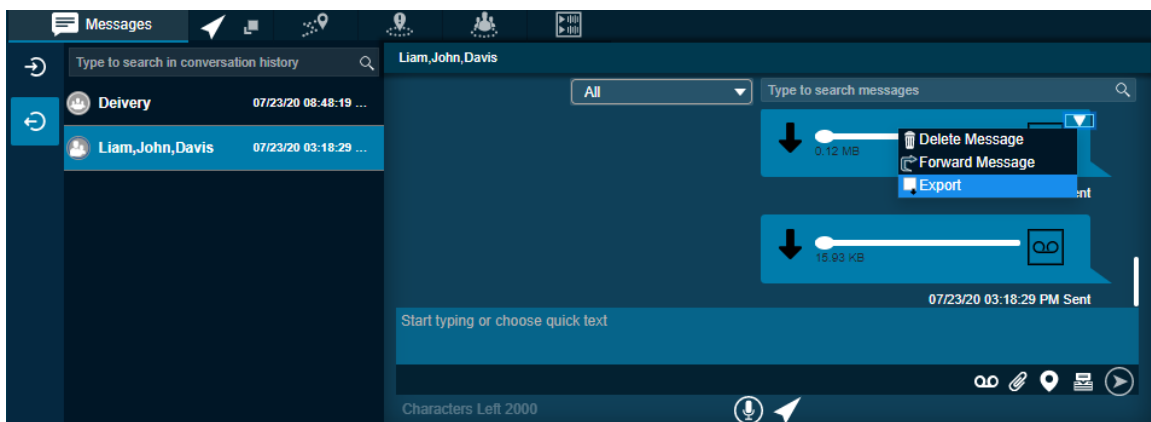 Messages
Type to search in conversation history
Deivery 07/23/20 08:48:19 ...
Liam,John,Davis 07/23/20 03:18:29 ...
Liam,John,Davis
All
Type to search messages
0.12 MB
Delete Message
Forward Message
Export
ent
15.93 KB
07/23/20 03:18:29 PM Sent
Start typing or choose quick text
Characters Left 2000